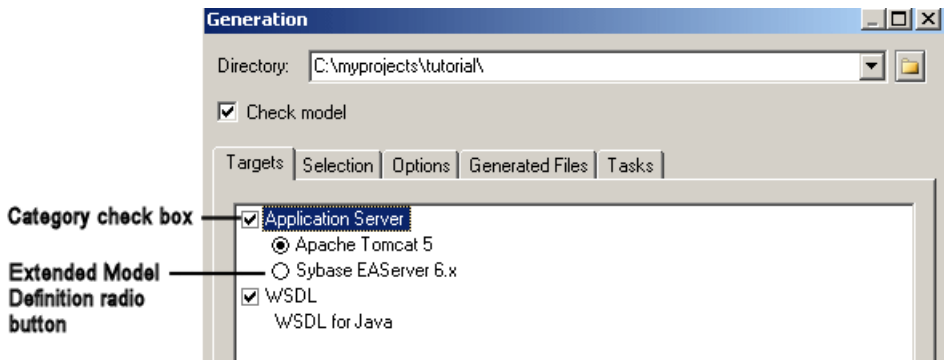 Generation
Directory: C:\myprojects\tutorial\
Check model
Targets Selection Options Generated Files Tasks
Category check box Application Server
Apache Tomcat 5
Extended Model Definition radio button Sybase EAServer 6.x
WSDL
WSDL for Java